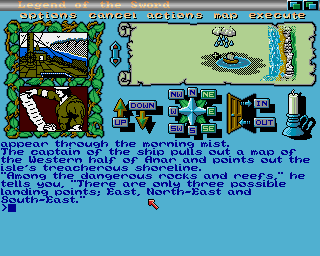 Legend of the Sword
options cancel actions map execute
NW N NE
W E
SW S SE
UP DOWN
IN
OUT
appear through the morning mist.
The captain of the ship pulls out a map of
the Western half of Anar and points out the
isle's treacherous shoreline.
"Among the dangerous rocks and reefs," he
tells you, "There are only three possible
landing points; East, North-East and
South-East."
>